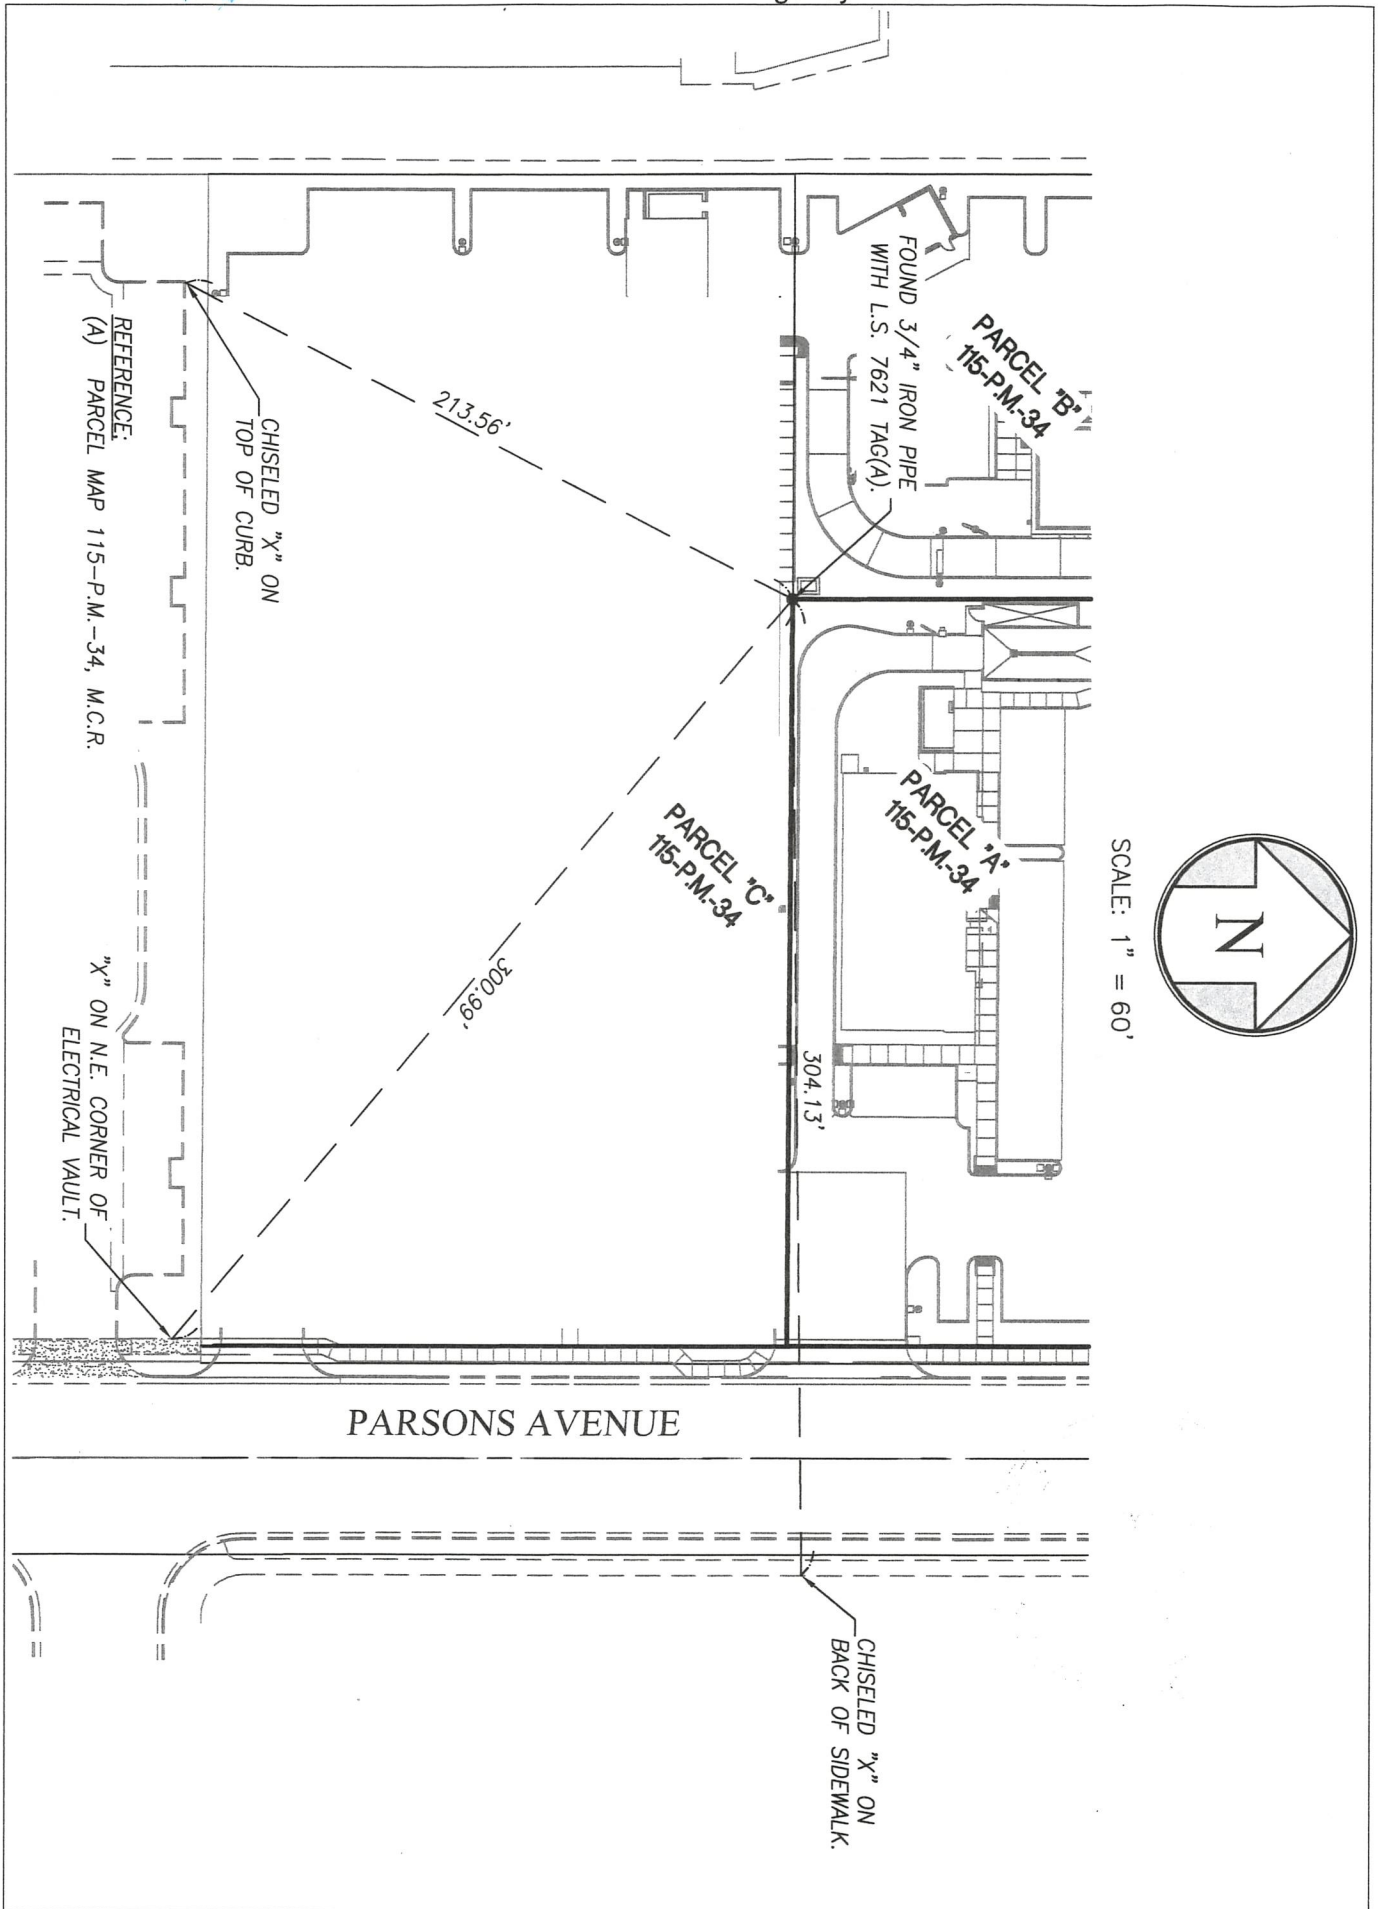 N
SCALE: 1" = 60'
PARCEL "B"
115-P.M.-34
FOUND 3/4" IRON PIPE
WITH L.S. 7621 TAG(A).
PARCEL "A"
115-P.M.-34
304.13'
CHISELED "X" ON
BACK OF SIDEWALK.
PARCEL "C"
115-P.M.-34
213.56'
300.99'
CHISELED "X" ON
TOP OF CURB.
REFERENCE:
(A) PARCEL MAP 115-P.M.-34, M.C.R.
"X" ON N.E. CORNER OF
ELECTRICAL VAULT.
PARSONS AVENUE